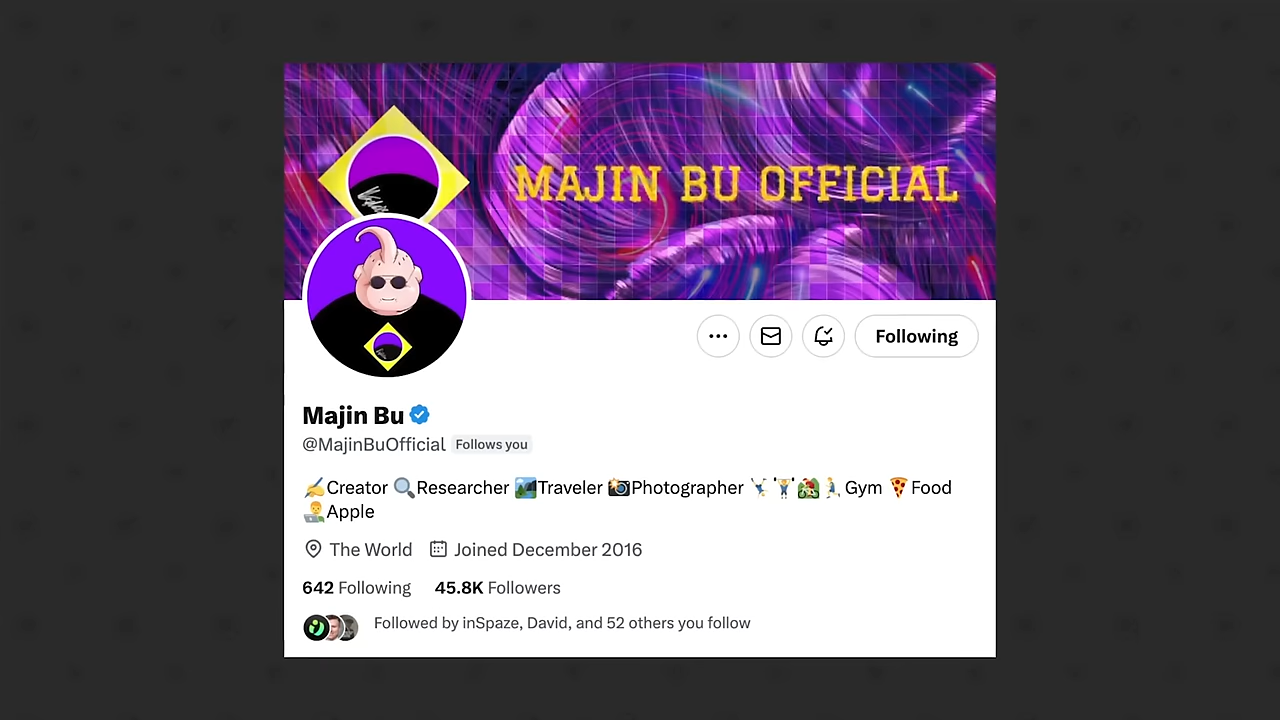 MAJIN BU OFFICIAL
Following
Majin Bu
@MajinBuOfficial Follows you
✍️Creator 🔍Researcher 🏞️Traveler 📸Photographer 🤸🏋️🚵🏃Gym 🍕Food
👨‍💻Apple
The World Joined December 2016
642 Following 45.8K Followers
Followed by inSpaze, David, and 52 others you follow